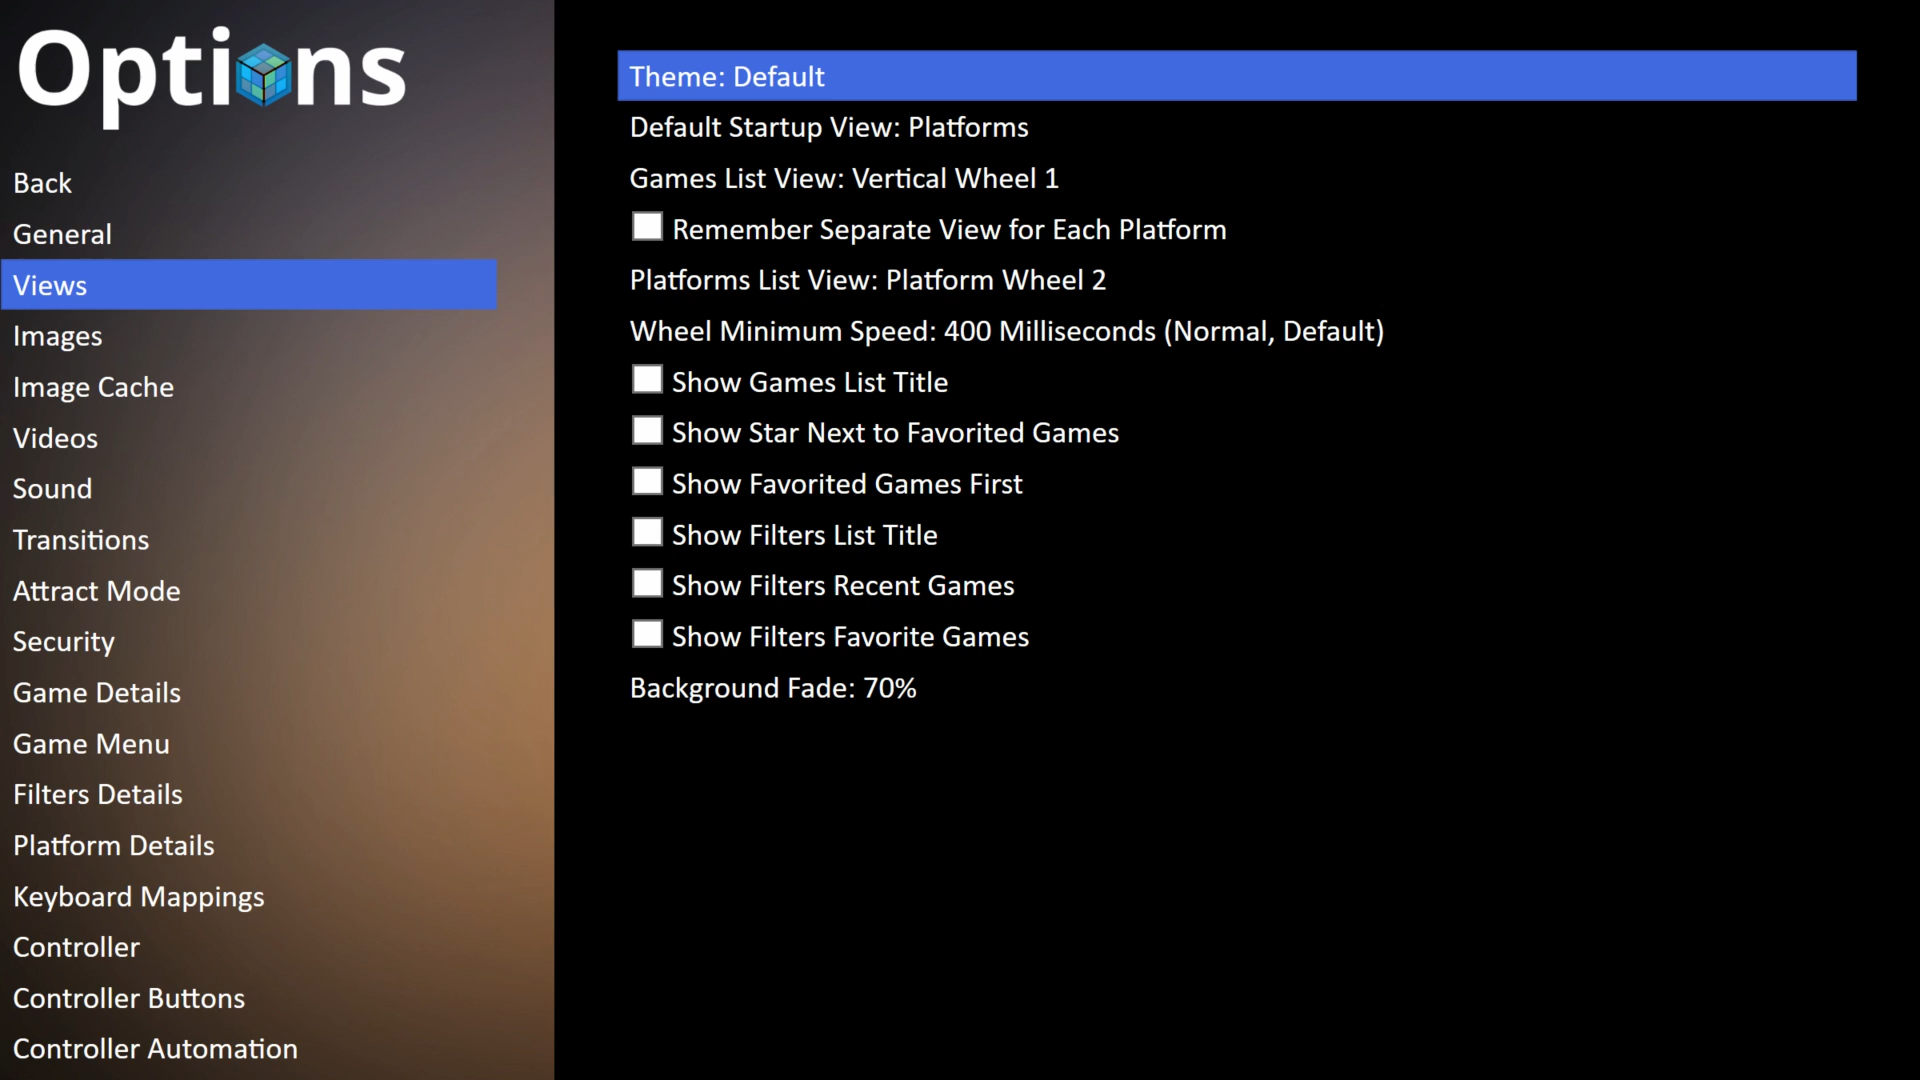 Options
Back
General
Views
Images
Image Cache
Videos
Sound
Transitions
Attract Mode
Security
Game Details
Game Menu
Filters Details
Platform Details
Keyboard Mappings
Controller
Controller Buttons
Controller Automation
Theme: Default
Default Startup View: Platforms
Games List View: Vertical Wheel 1
Remember Separate View for Each Platform
Platforms List View: Platform Wheel 2
Wheel Minimum Speed: 400 Milliseconds (Normal, Default)
Show Games List Title
Show Star Next to Favorited Games
Show Favorited Games First
Show Filters List Title
Show Filters Recent Games
Show Filters Favorite Games
Background Fade: 70%